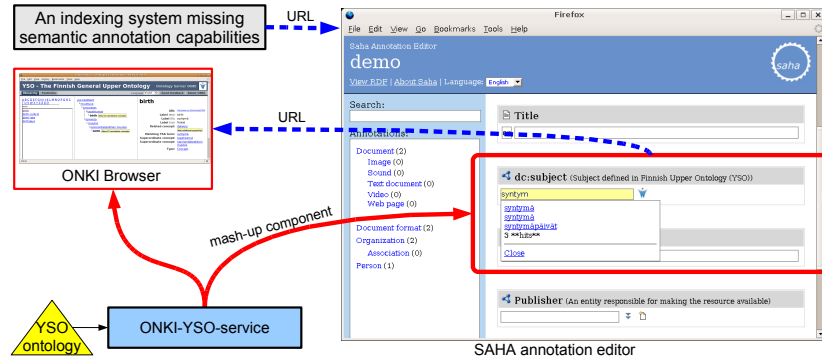 An indexing system missing
semantic annotation capabilities
URL
Firefox
File Edit View Go Bookmarks Tools Help
Saha Annotation Editor
demo
View RDF | About Saha | Language: English
saha
YSO - The Finnish General Upper Ontology
birth
ONKI Browser
URL
Search:
Annotations:
Document (2)
Image (0)
Sound (0)
Text document (0)
Video (0)
Web page (0)
Document format (2)
Organization (2)
Association (0)
Person (1)
Title
dc:subject (Subject defined in Finnish Upper Ontology (YSO))
syntym
syntymä
syntymä
syntymäpäivät
3 **hits**
Close
Publisher (An entity responsible for making the resource available)
mash-up component
YSO
ontology
ONKI-YSO-service
SAHA annotation editor